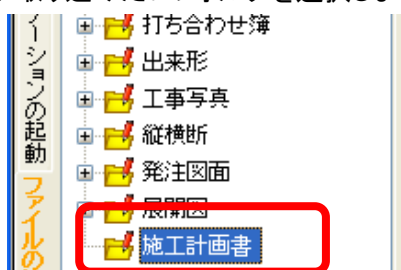 打ち合わせ簿
出来形
工事写真
縦横断
発注図面
展開図
施工計画書
ーションの起動
ファイルの